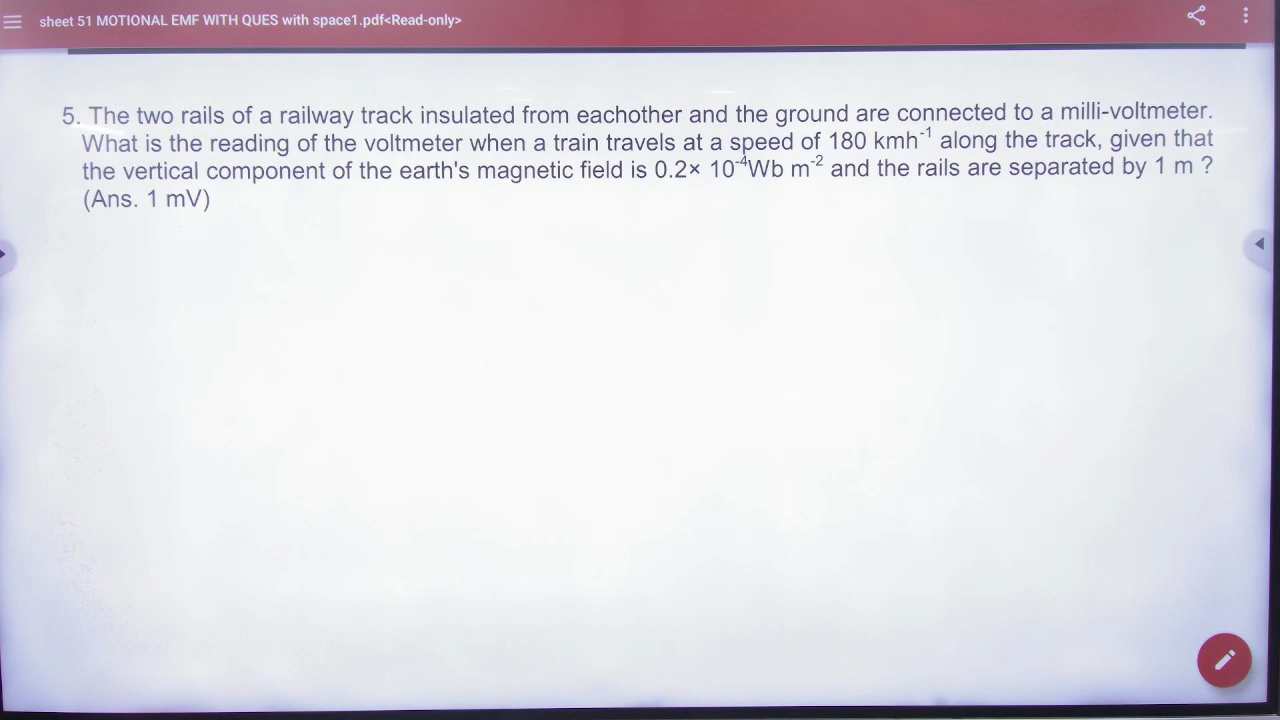 sheet 51 MOTIONAL EMF WITH QUES with space1.pdf<Read-only>
5. The two rails of a railway track insulated from eachother and the ground are connected to a milli-voltmeter.
What is the reading of the voltmeter when a train travels at a speed of 180 kmh⁻¹ along the track, given that
the vertical component of the earth's magnetic field is 0.2× 10⁻⁴Wb m⁻² and the rails are separated by 1 m ?
(Ans. 1 mV)